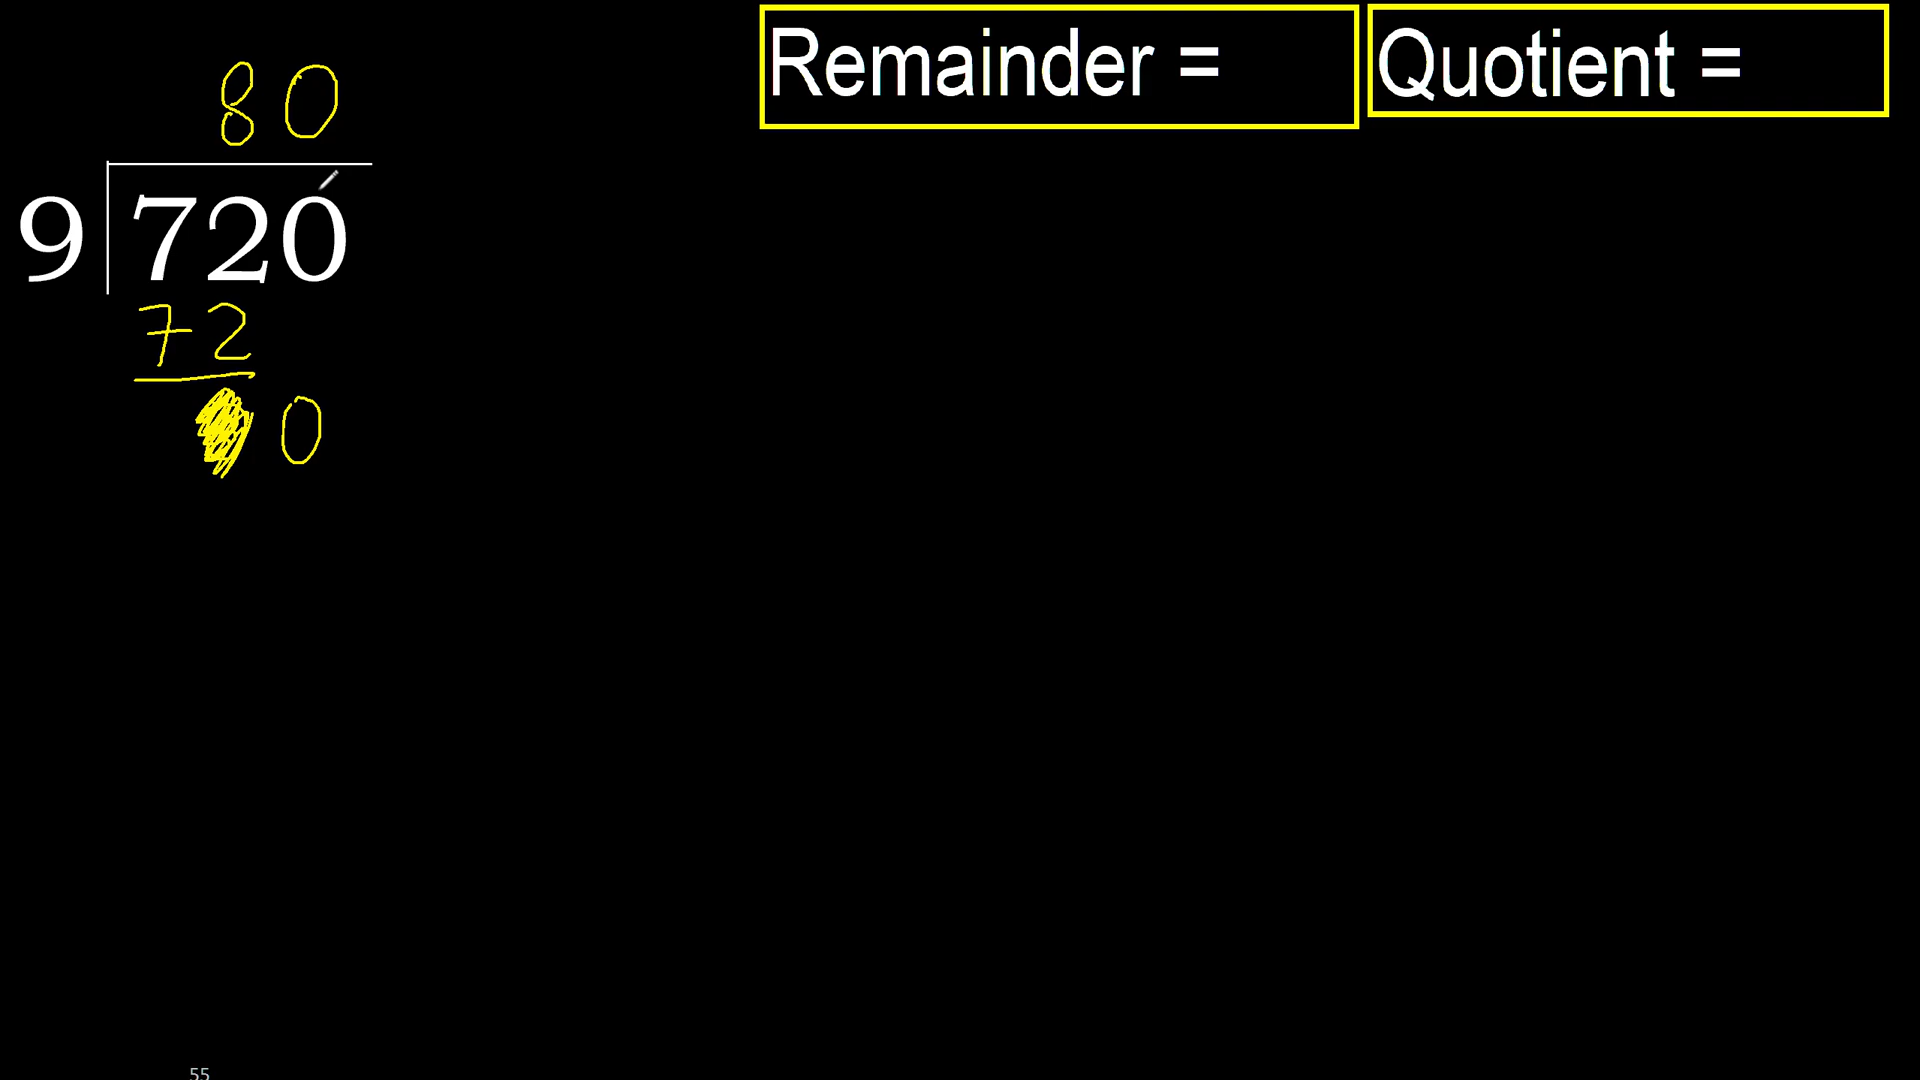 Remainder =
Quotient =
80
9 720
72
0
55